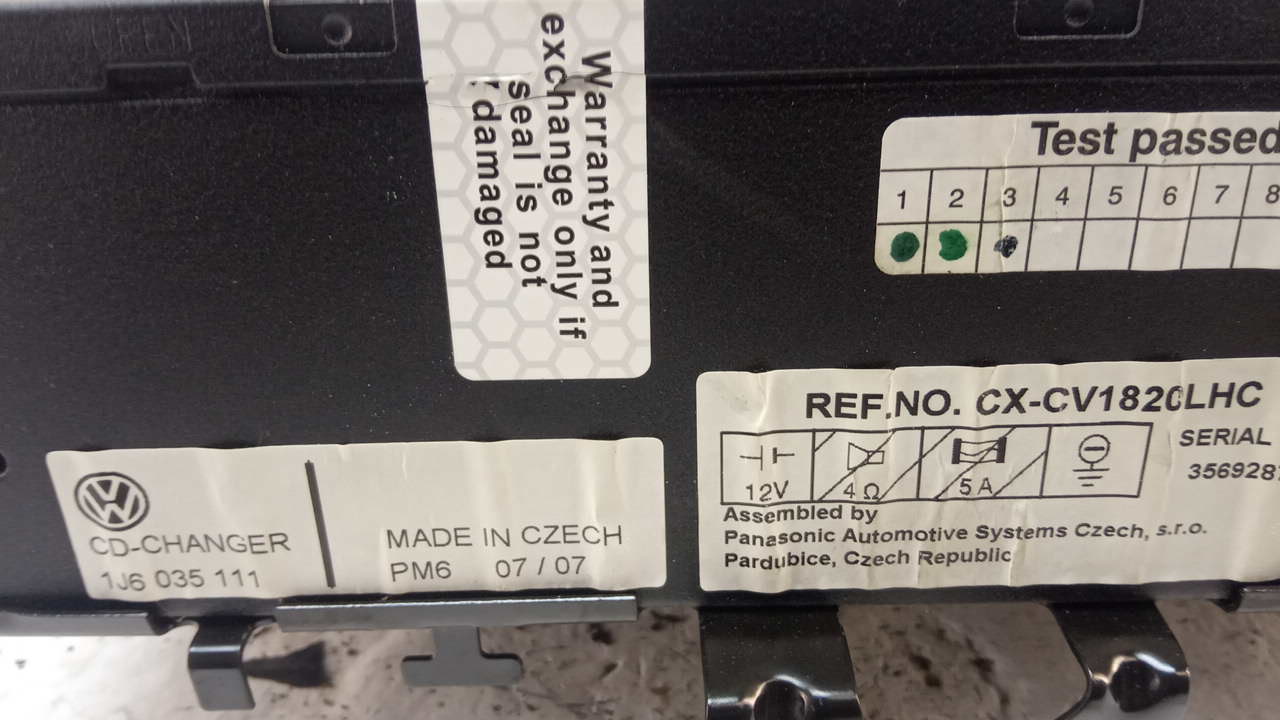 Warranty and
exchange only if
seal is not
damaged
Test passed
1 2 3 4 5 6 7 8
REF.NO. CX-CV1820LHC
12V 4 Ω 5 A
SERIAL
356928
Assembled by
Panasonic Automotive Systems Czech, s.r.o.
Pardubice, Czech Republic
CD-CHANGER
1J6 035 111
MADE IN CZECH
PM6 07 / 07